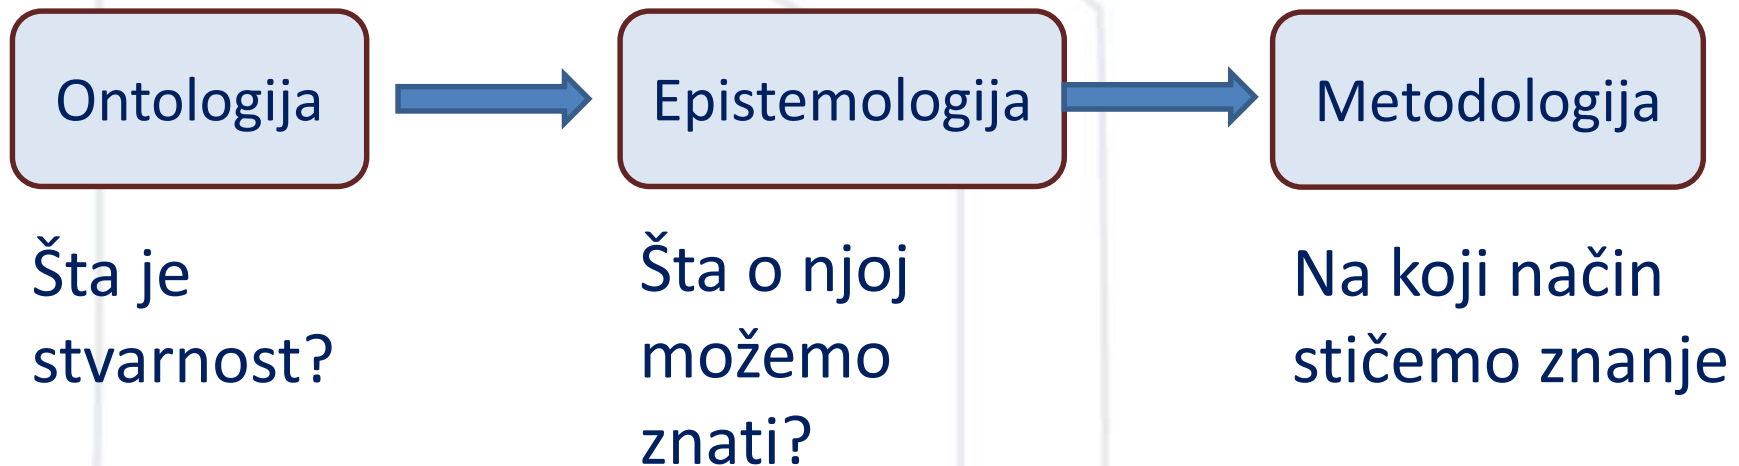 Ontologija
Epistemologija
Metodologija
Šta je
stvarnost?
Šta o njoj
možemo
znati?
Na koji način
stičemo znanje